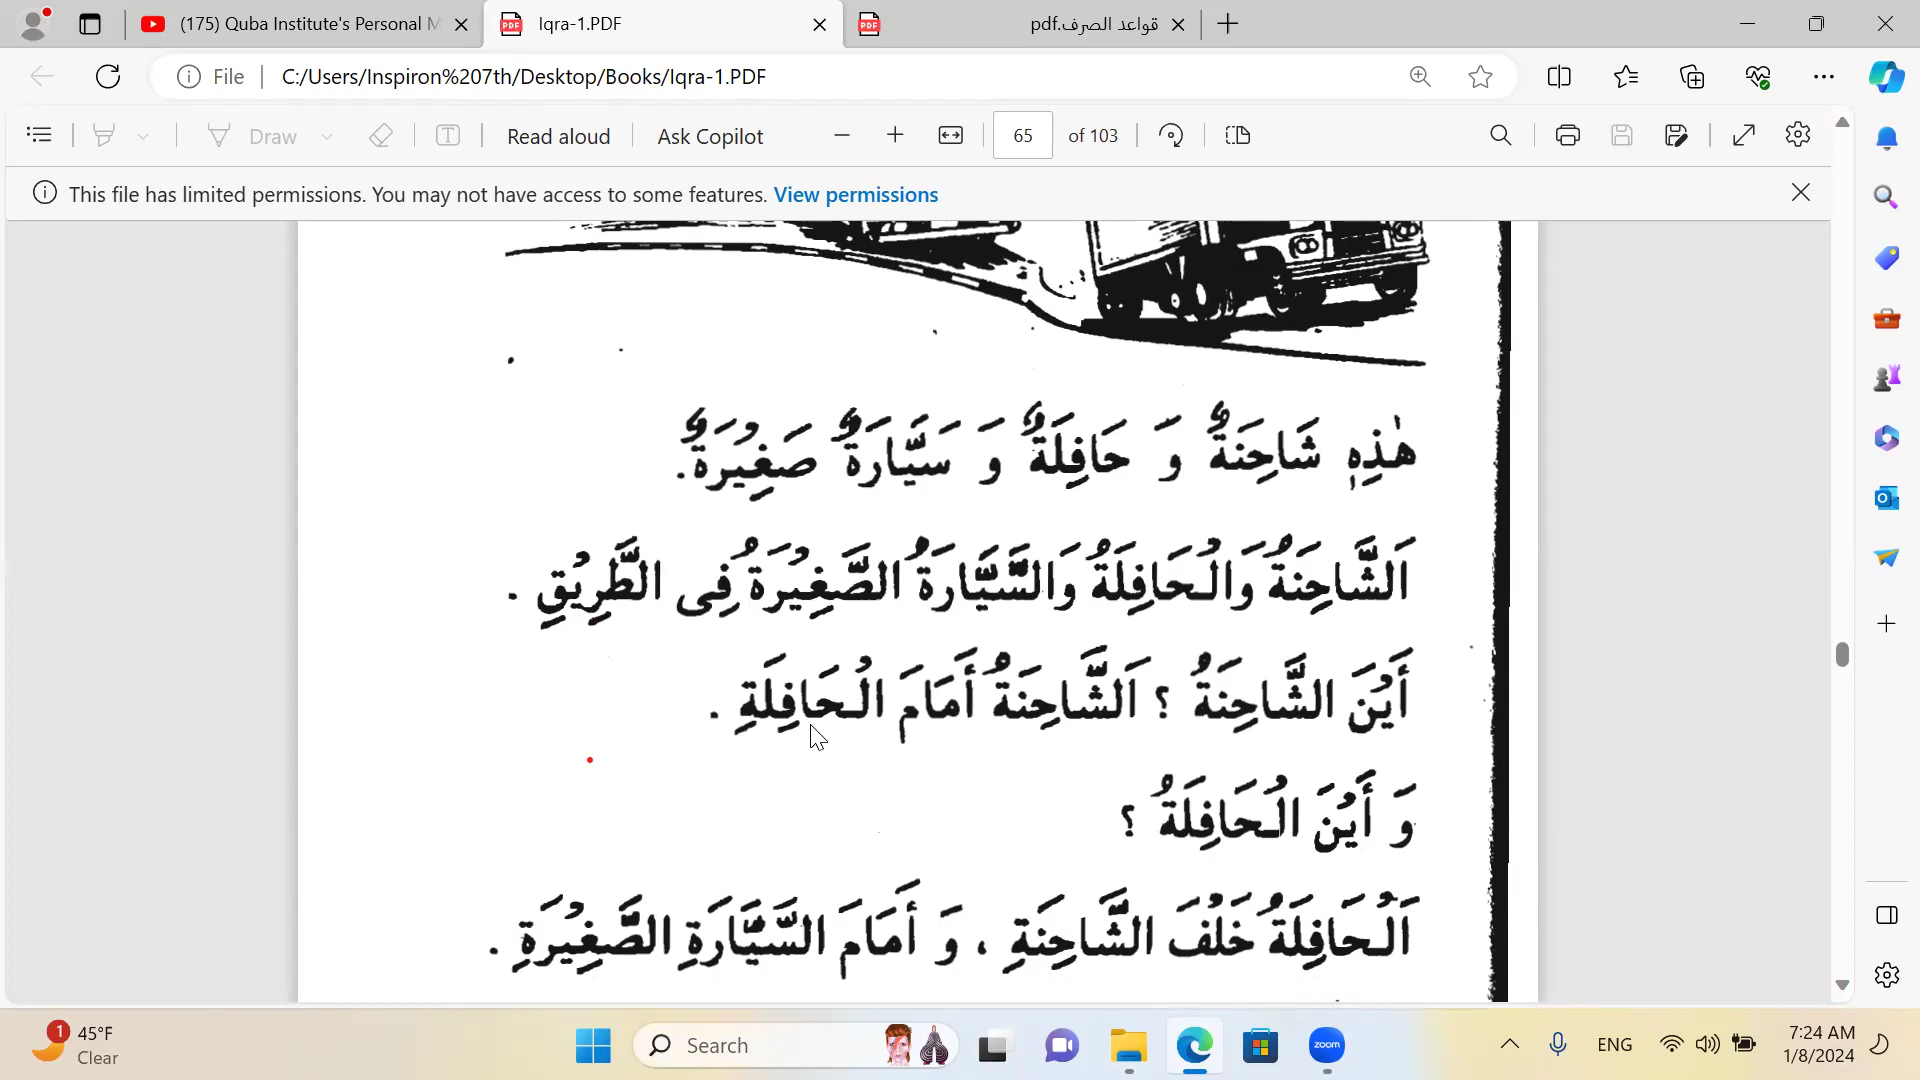 (175) Quba Institute's Personal M
Iqra-1.PDF
قواعد الصرف.pdf
File
C:/Users/Inspiron%207th/Desktop/Books/Iqra-1.PDF
Draw
Read aloud
Ask Copilot
65
of 103
This file has limited permissions. You may not have access to some features. View permissions
هٰذِهٖ شَاحِنَةٌ وَ حَافِلَةٌ وَ سَيَّارَةٌ صَغِيْرَةٌ.
اَلشَّاحِنَةُ وَالْحَافِلَةُ وَالسَّيَّارَةُ الصَّغِيْرَةُ فِى الطَّرِيْقِ .
أَيْنَ الشَّاحِنَةُ ؟ اَلشَّاحِنَةُ أَمَامَ الْحَافِلَةِ .
وَ أَيْنَ الْحَافِلَةُ ؟
اَلْحَافِلَةُ خَلْفَ الشَّاحِنَةِ ، وَ أَمَامَ السَّيَّارَةِ الصَّغِيْرَةِ .
1
45°F
Clear
Search
zoom
ENG
7:24 AM
1/8/2024